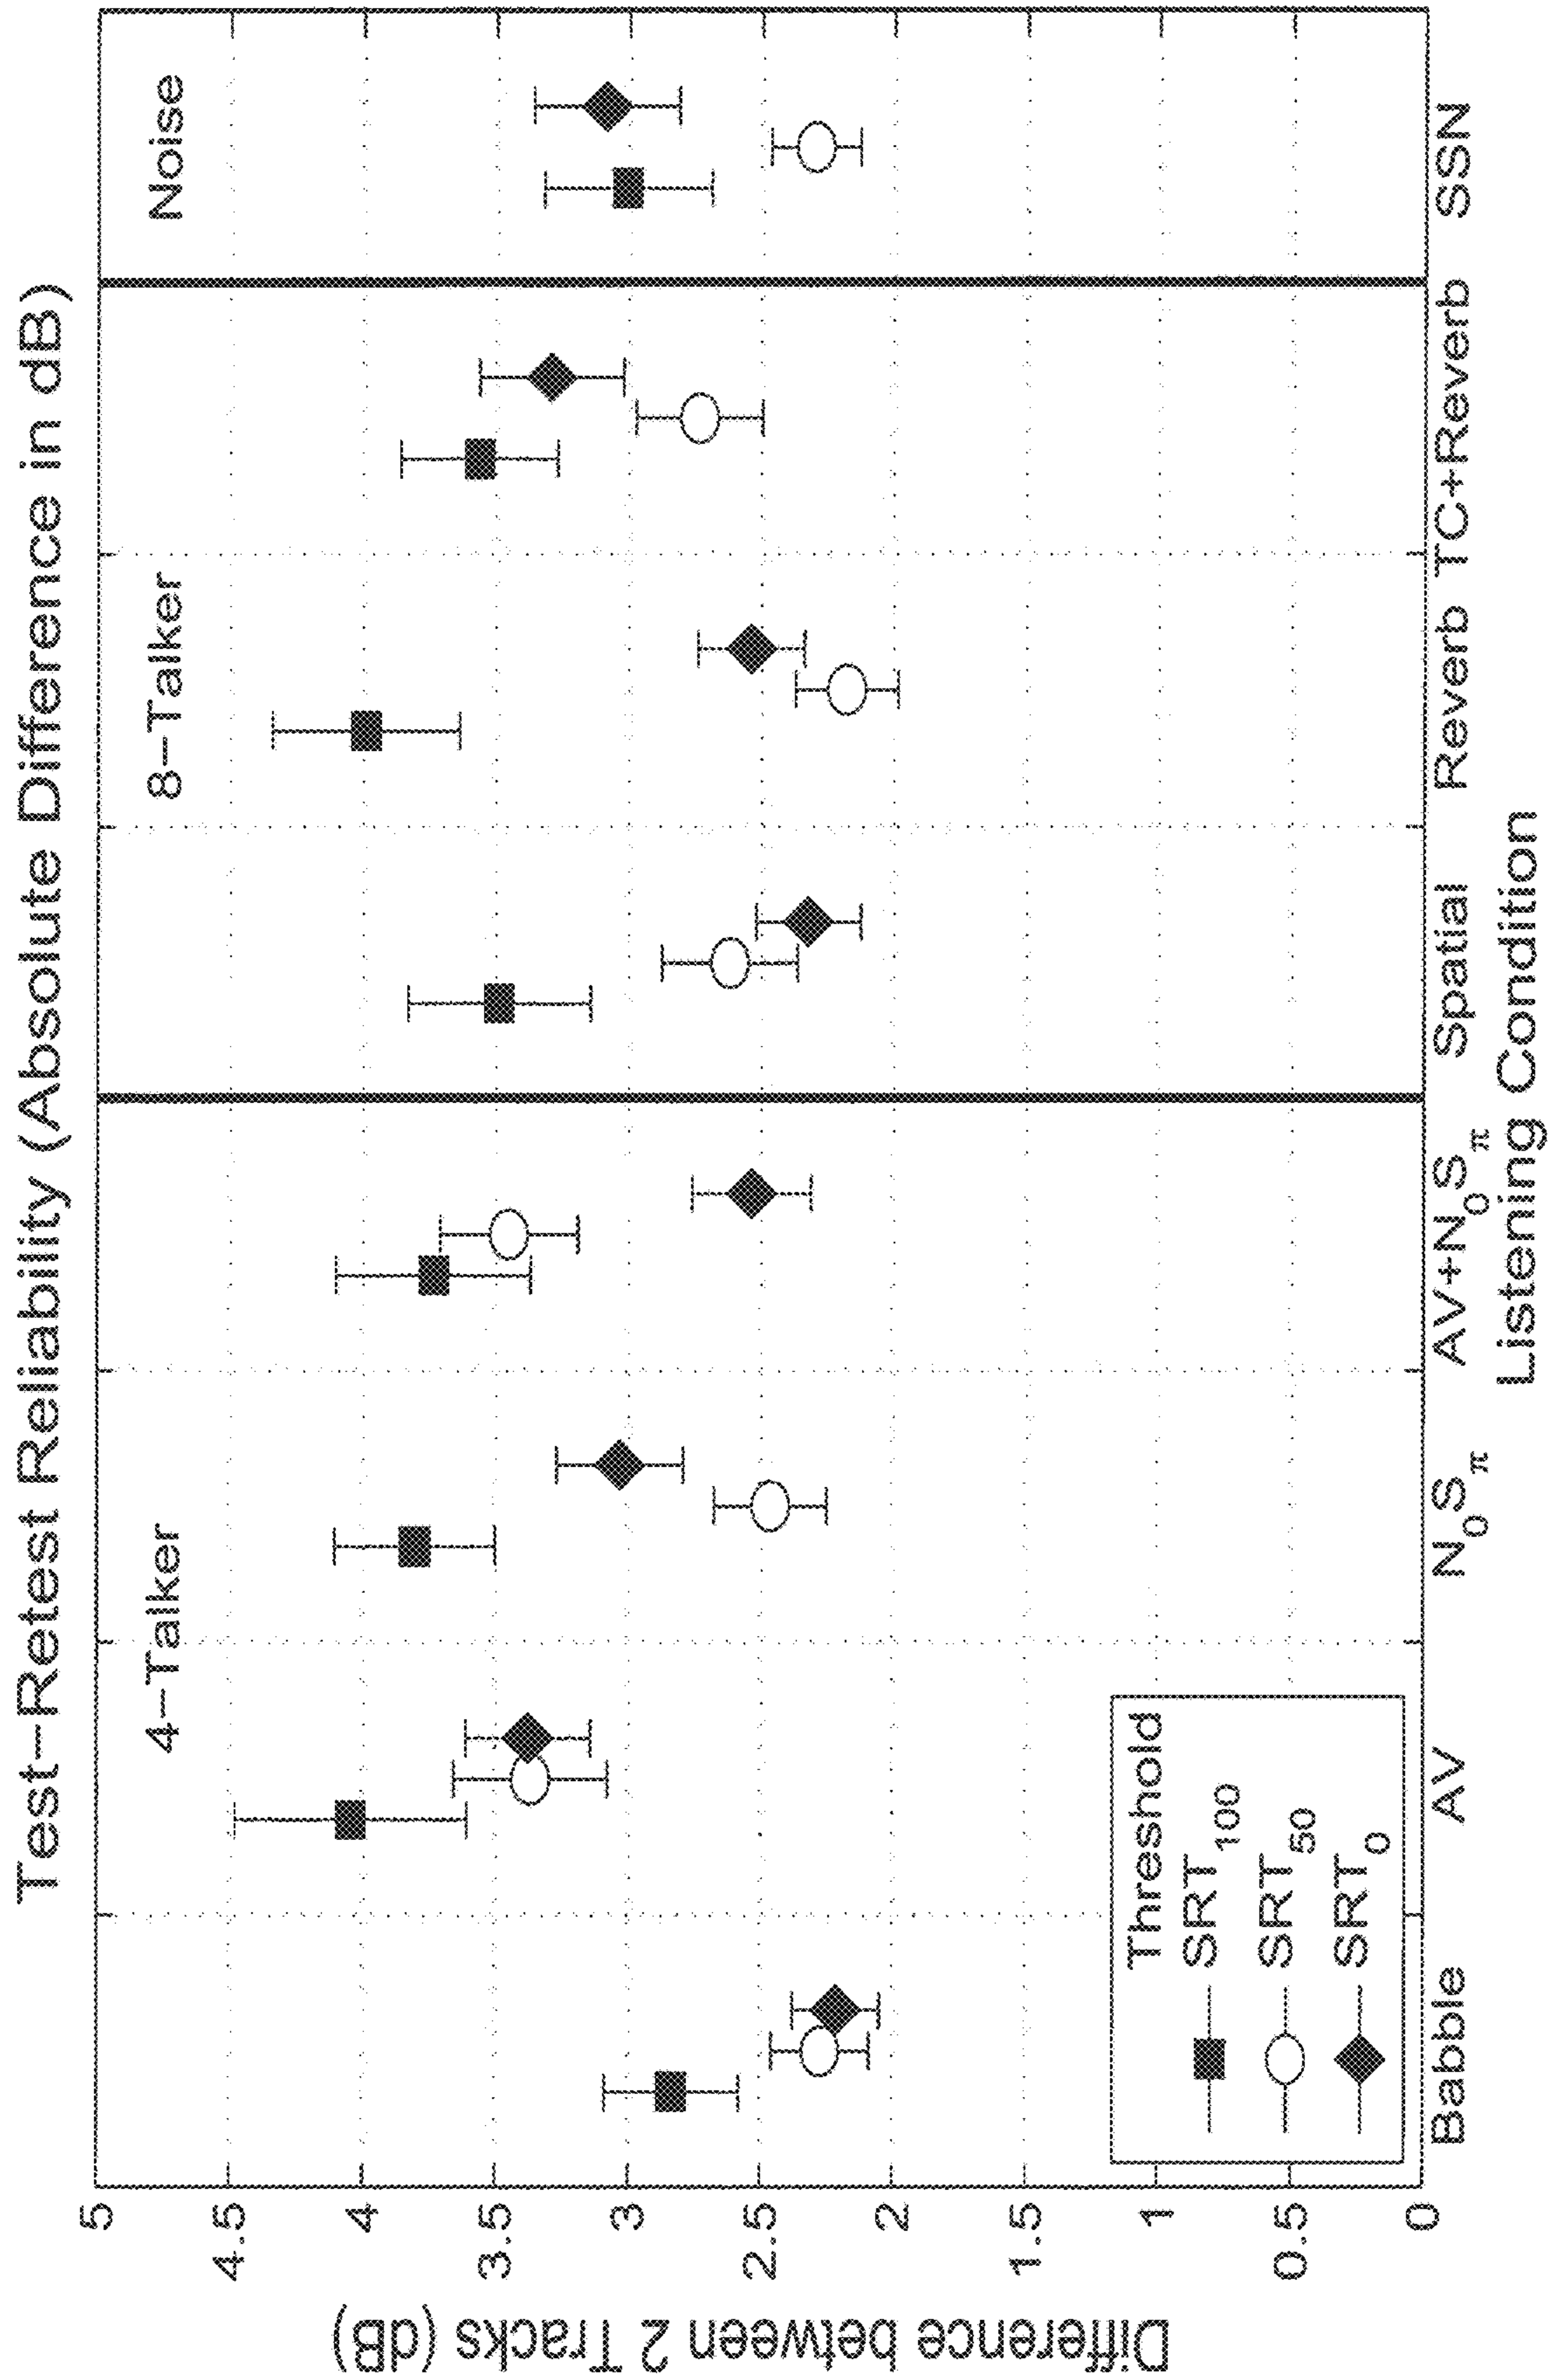 Test-Retest Reliability (Absolute Difference in dB)
4-Talker
8-Talker
Noise
5
4.5
4
3.5
3
2.5
2
1.5
1
0.5
0
Difference between 2 Tracks (dB)
Threshold
SRT100
SRT50
SRT0
Babble
AV
N0Sπ
AV+N0Sπ
Spatial
Reverb
TC+Reverb
SSN
Listening Condition